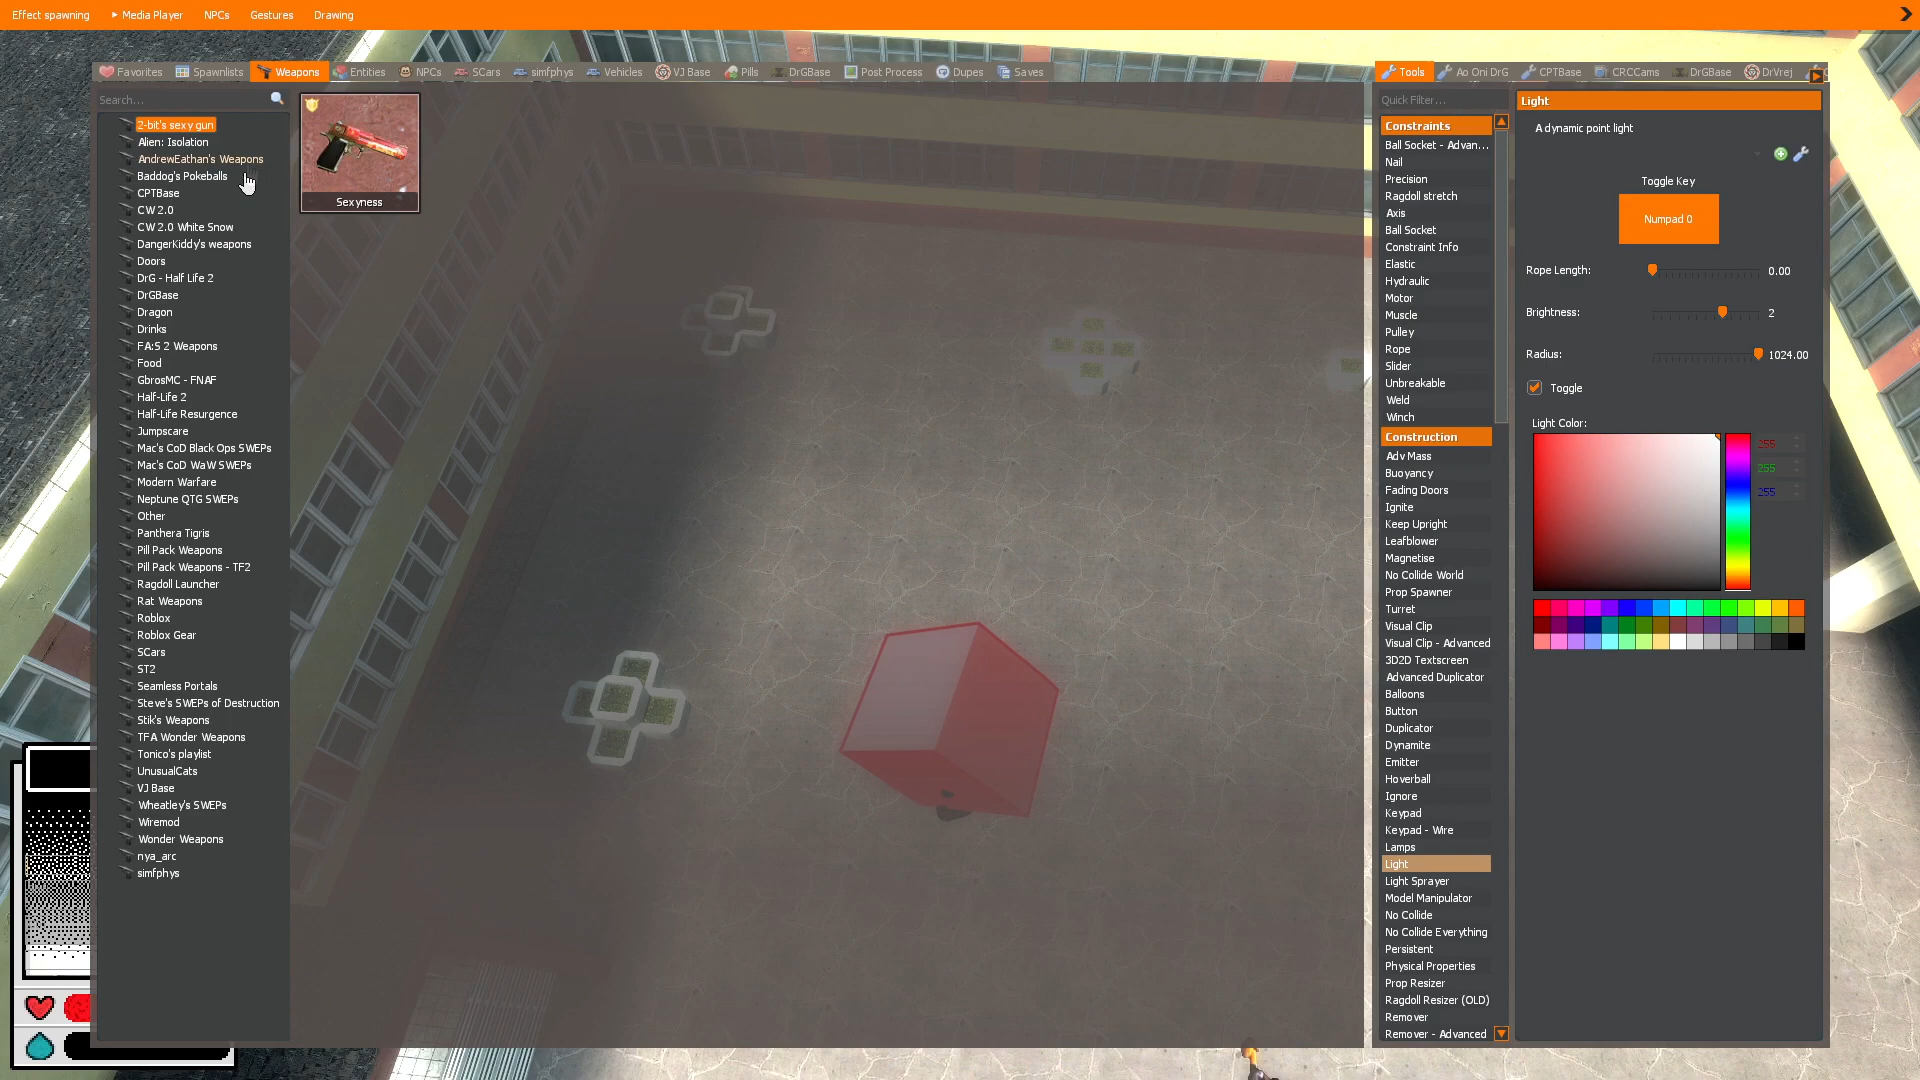 Effect spawning
Media Player
NPCs
Gestures
Drawing
Favorites
Spawnlists
Weapons
Entities
NPCs
SCars
simfphys
Vehicles
VJ Base
Pills
DrGBase
Post Process
Dupes
Saves
Search...
2-bit's sexy gun
Alien: Isolation
AndrewEathan's Weapons
Baddog's Pokeballs
CPTBase
CW 2.0
CW 2.0 White Snow
DangerKiddy's weapons
Doors
DrG - Half Life 2
DrGBase
Dragon
Drinks
FA:S 2 Weapons
Food
GbrosMC - FNAF
Half-Life 2
Half-Life Resurgence
Jumpscare
Mac's CoD Black Ops SWEPs
Mac's CoD WaW SWEPs
Modern Warfare
Neptune QTG SWEPs
Other
Panthera Tigris
Pill Pack Weapons
Pill Pack Weapons - TF2
Ragdoll Launcher
Rat Weapons
Roblox
Roblox Gear
SCars
ST2
Seamless Portals
Steve's SWEPs of Destruction
Stik's Weapons
TFA Wonder Weapons
Tonico's playlist
UnusualCats
VJ Base
Wheatley's SWEPs
Wiremod
Wonder Weapons
nya_arc
simfphys
Sexyness
Tools
Ao Oni DrG
CPTBase
CRCCams
DrGBase
DrVrej
Quick Filter...
Constraints
Ball Socket - Advan...
Nail
Precision
Ragdoll stretch
Axis
Ball Socket
Constraint Info
Elastic
Hydraulic
Motor
Muscle
Pulley
Rope
Slider
Unbreakable
Weld
Winch
Construction
Adv Mass
Buoyancy
Fading Doors
Ignite
Keep Upright
Leafblower
Magnetise
No Collide World
Prop Spawner
Turret
Visual Clip
Visual Clip - Advanced
3D2D Textscreen
Advanced Duplicator
Balloons
Button
Duplicator
Dynamite
Emitter
Hoverball
Ignore
Keypad
Keypad - Wire
Lamps
Light
Light Sprayer
Model Manipulator
No Collide
No Collide Everything
Persistent
Physical Properties
Prop Resizer
Ragdoll Resizer (OLD)
Remover
Remover - Advanced
Light
A dynamic point light
Toggle Key
Numpad 0
Rope Length: 0.00
Brightness: 2
Radius: 1024.00
Toggle
Light Color:
255
255
255